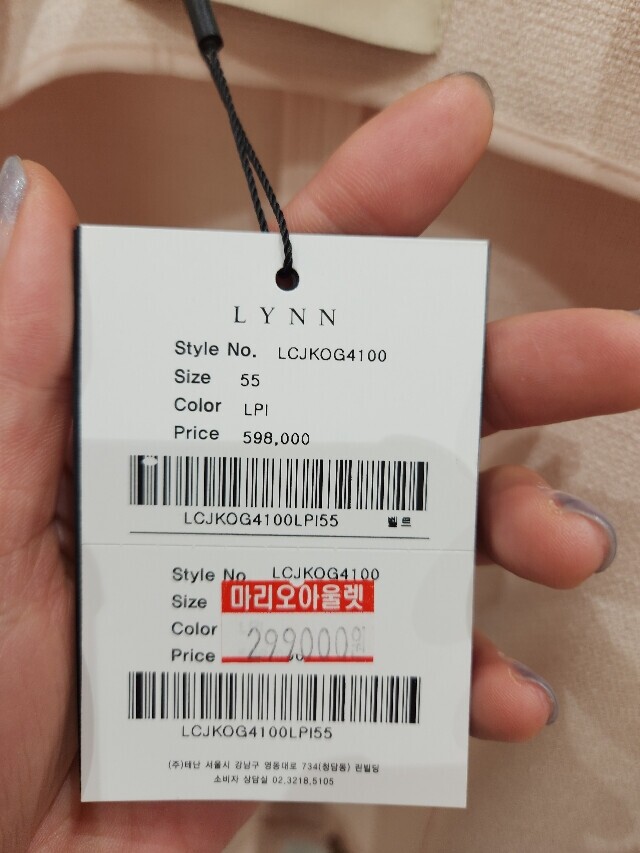 LYNN
Style No. LCJKOG4100
Size 55
Color LPI
Price 598,000
LCJKOG4100LPI55 벨르
Style No LCJKOG4100
Size 마리오아울렛
Color 299,000원
Price
LCJKOG4100LPI55
(주)테난 서울시 강남구 영동대로 734(청담동) 린빌딩
소비자 상담실 02.3218.5105